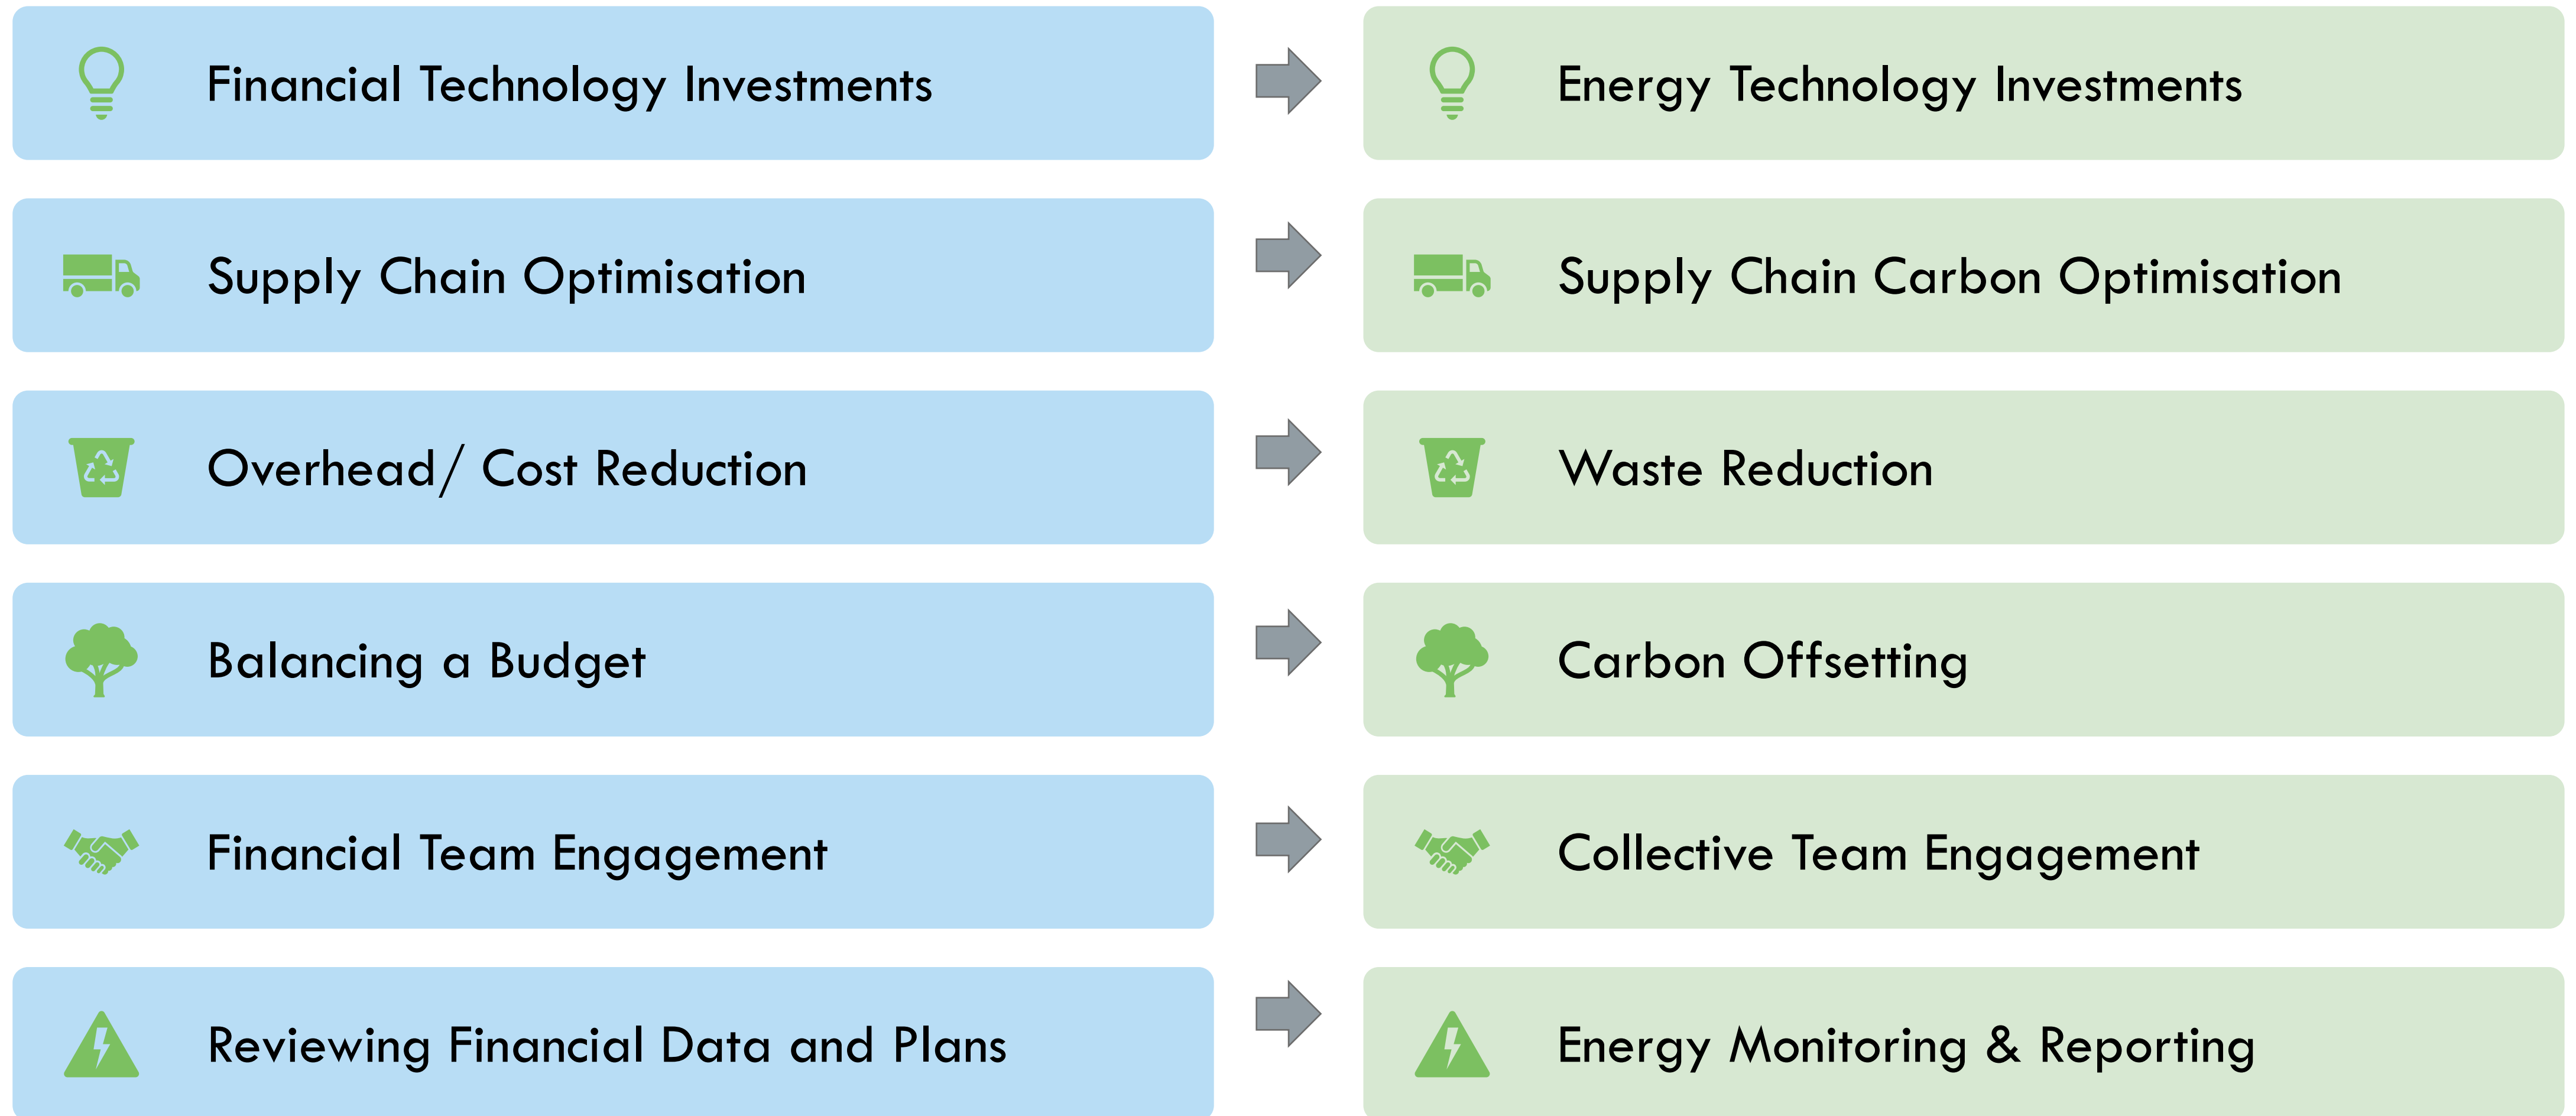 Financial Technology Investments
Energy Technology Investments
Supply Chain Optimisation
Supply Chain Carbon Optimisation
Overhead/ Cost Reduction
Waste Reduction
Balancing a Budget
Carbon Offsetting
Financial Team Engagement
Collective Team Engagement
Reviewing Financial Data and Plans
Energy Monitoring & Reporting